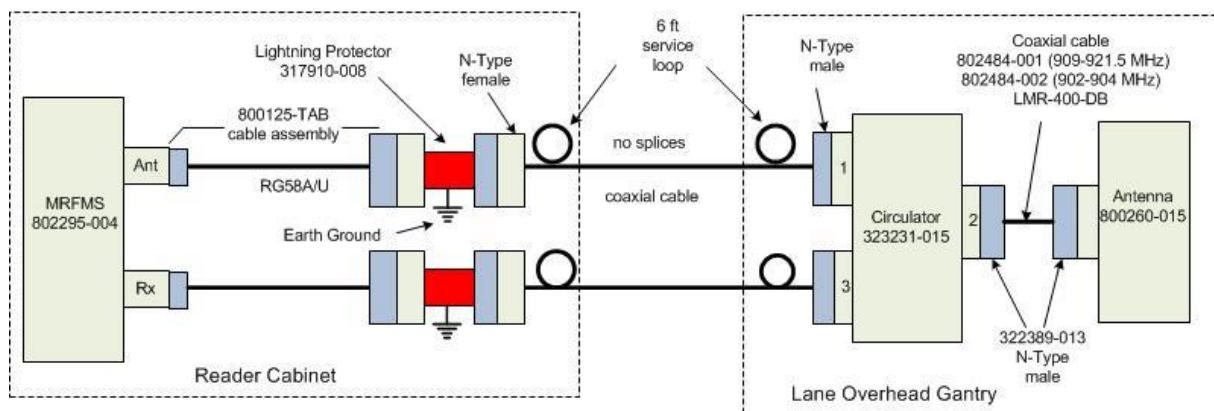 Lightning Protector
317910-008
N-Type
female
6 ft
service
loop
N-Type
male
Coaxial cable
802484-001 (909-921.5 MHz)
802484-002 (902-904 MHz)
LMR-400-DB
800125-TAB
cable assembly
Ant
RG58A/U
no splices
coaxial cable
1
MRFMS
802295-004
Earth Ground
Circulator
323231-015
2
Antenna
800260-015
Rx
3
322389-013
N-Type
male
Reader Cabinet
Lane Overhead Gantry